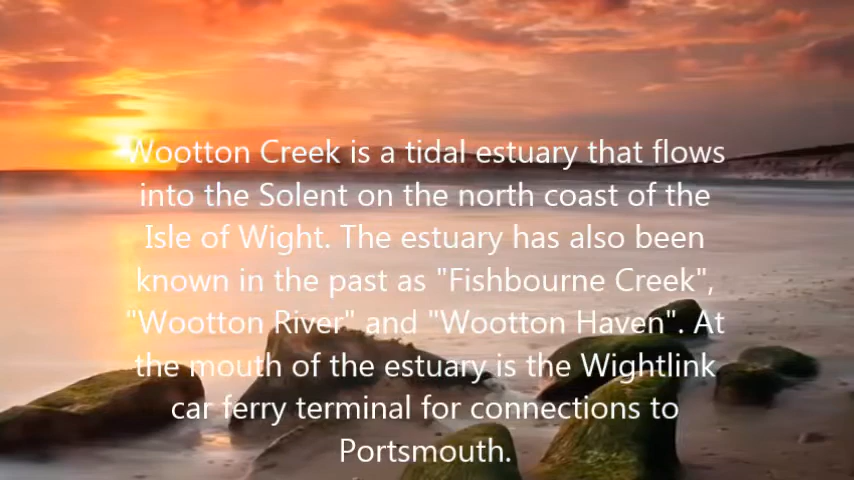 Wootton Creek is a tidal estuary that flows
into the Solent on the north coast of the
Isle of Wight. The estuary has also been
known in the past as "Fishbourne Creek",
"Wootton River" and "Wootton Haven". At
the mouth of the estuary is the Wightlink
car ferry terminal for connections to
Portsmouth.